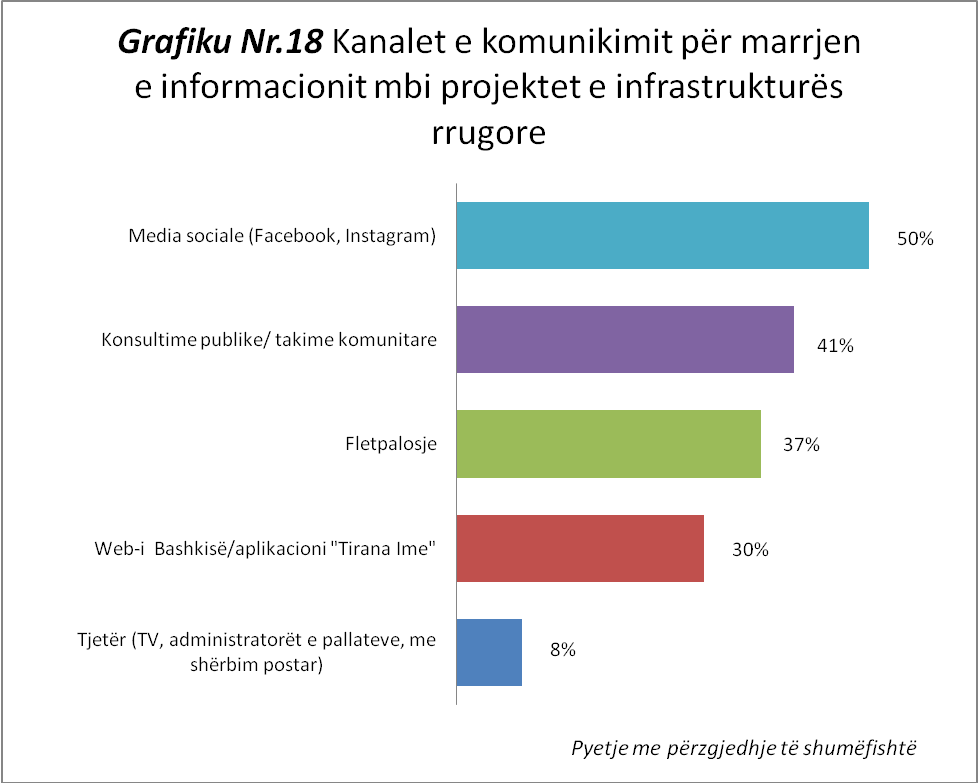 Grafiku Nr.18 Kanalet e komunikimit për marrjen
e informacionit mbi projektet e infrastrukturës
rrugore
Media sociale (Facebook, Instagram)
50%
Konsultime publike/ takime komunitare
41%
Fletpalosje
37%
Web-i Bashkisë/aplikacioni "Tirana Ime"
30%
Tjetër (TV, administratorët e pallateve, me
shërbim postar)
8%
Pyetje me përzgjedhje të shumëfishtë